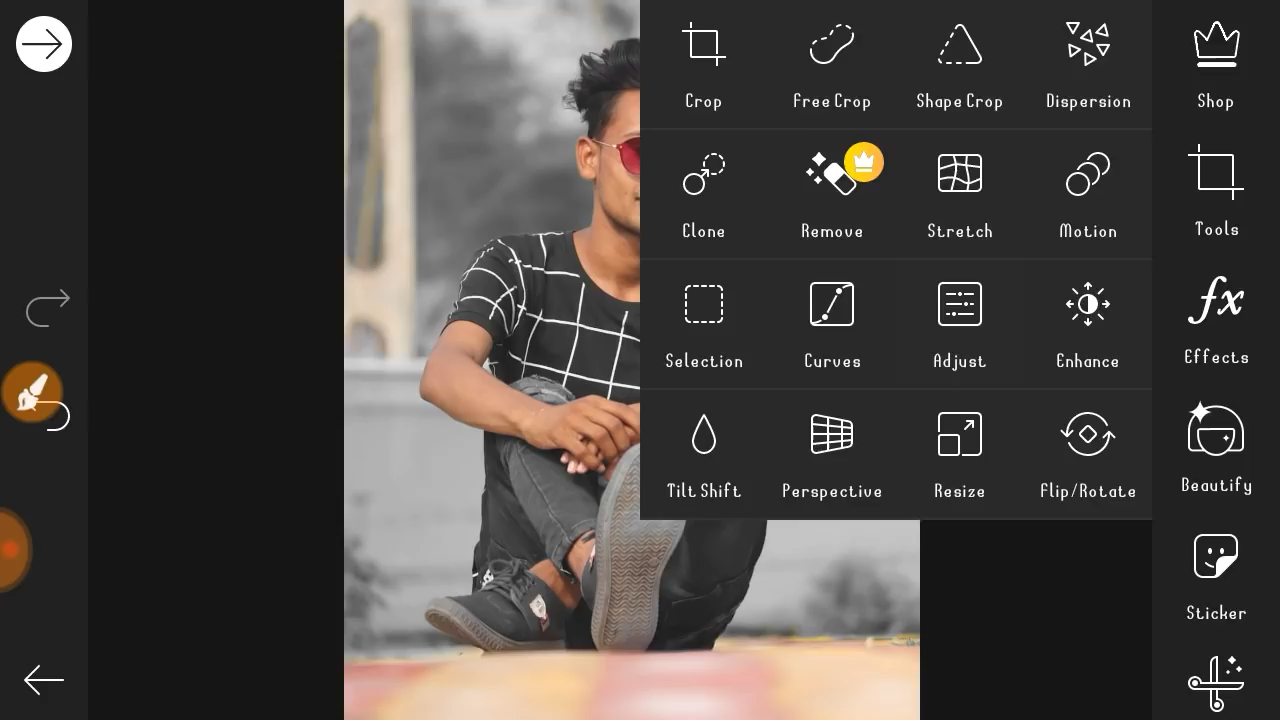 Crop Free Crop Shape Crop Dispersion Shop
Clone Remove Stretch Motion Tools
Selection Curves Adjust Enhance Effects
fx
Tilt Shift Perspective Resize Flip/Rotate Beautify
Sticker